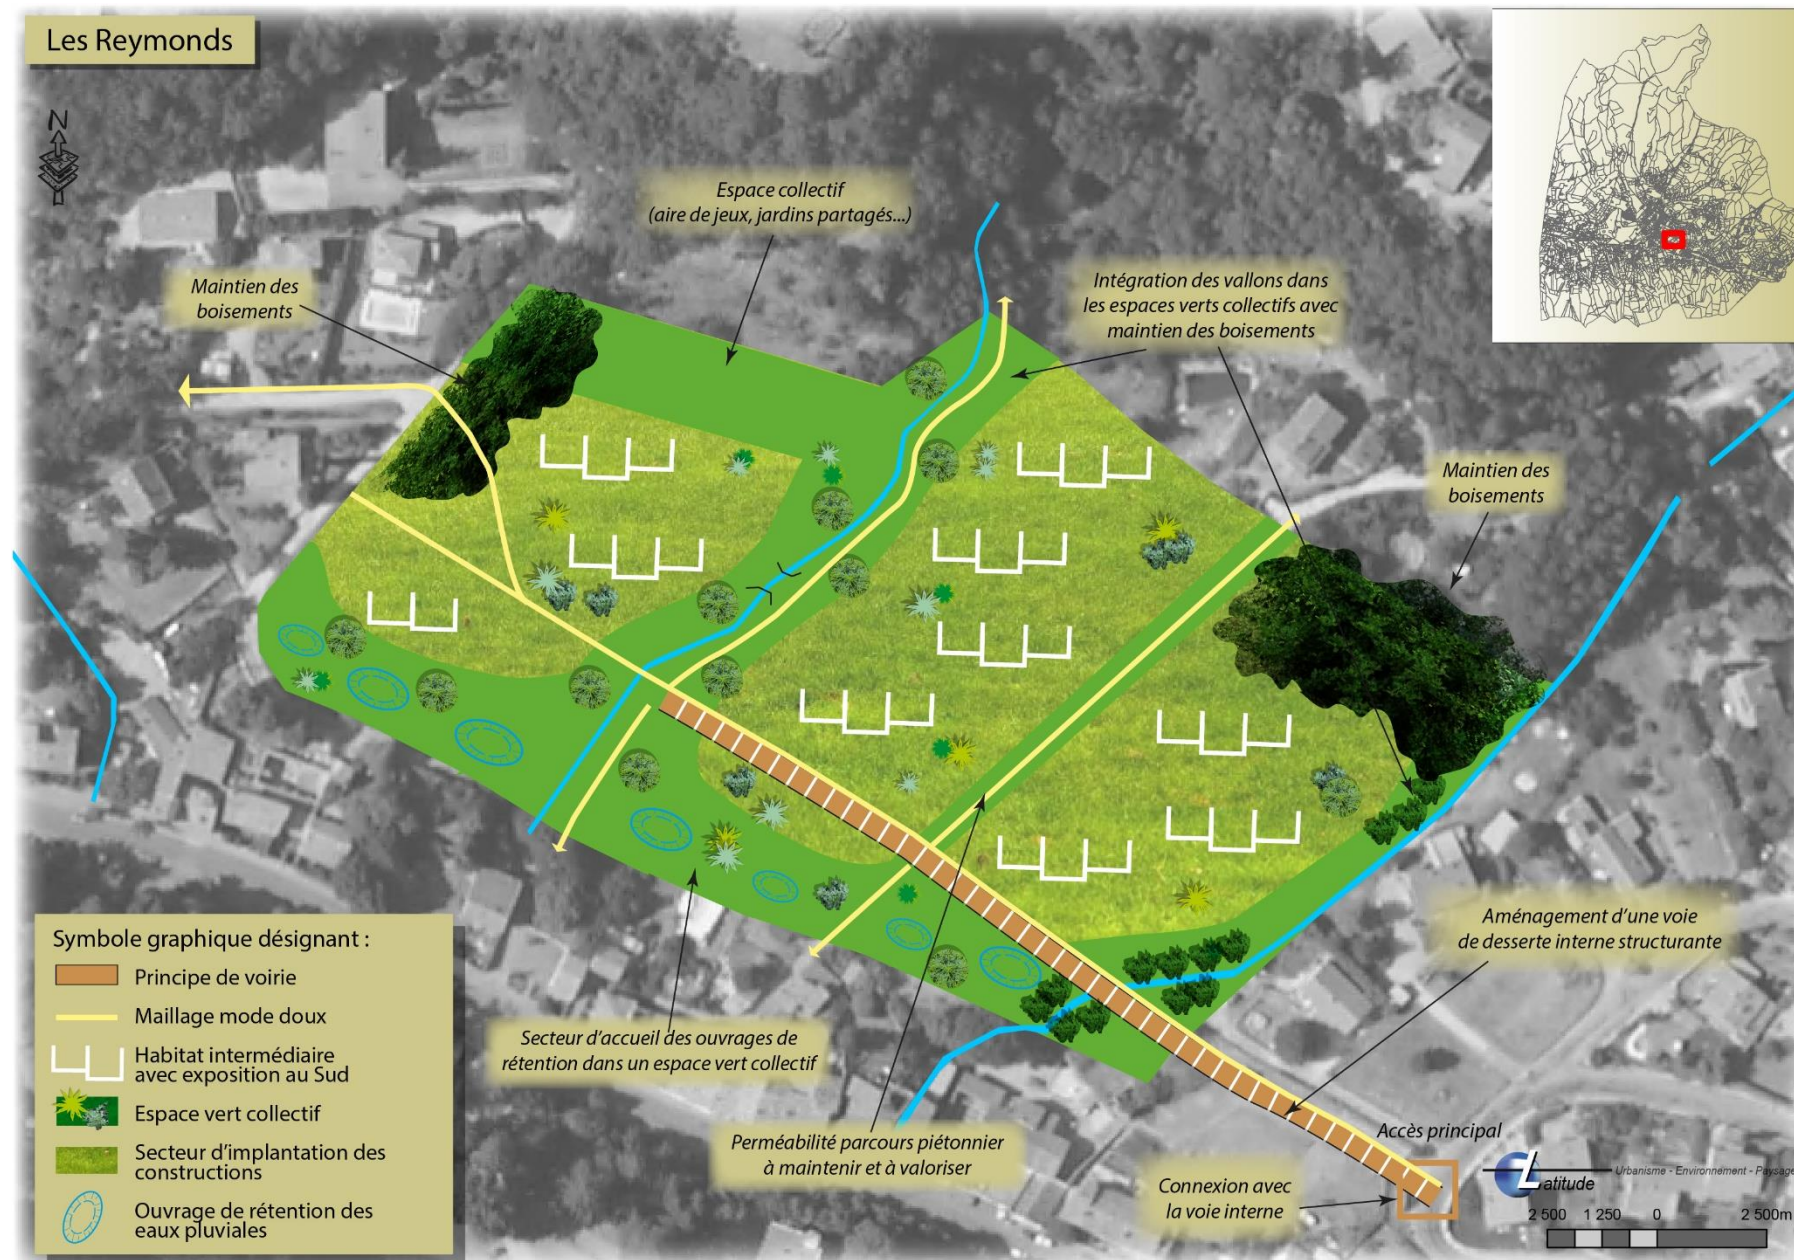 Les Reymonds
N
Espace collectif
(aire de jeux, jardins partagés...)
Maintien des
boisements
Intégration des vallons dans
les espaces verts collectifs avec
maintien des boisements
Maintien des
boisements
Aménagement d'une voie
de desserte interne structurante
Secteur d'accueil des ouvrages de
rétention dans un espace vert collectif
Perméabilité parcours piétonnier
à maintenir et à valoriser
Accès principal
Connexion avec
la voie interne
Symbole graphique désignant :
Principe de voirie
Maillage mode doux
Habitat intermédiaire
avec exposition au Sud
Espace vert collectif
Secteur d'implantation des
constructions
Ouvrage de rétention des
eaux pluviales
Latitude
Urbanisme - Environnement - Paysage
2 500 1 250 0 2 500m